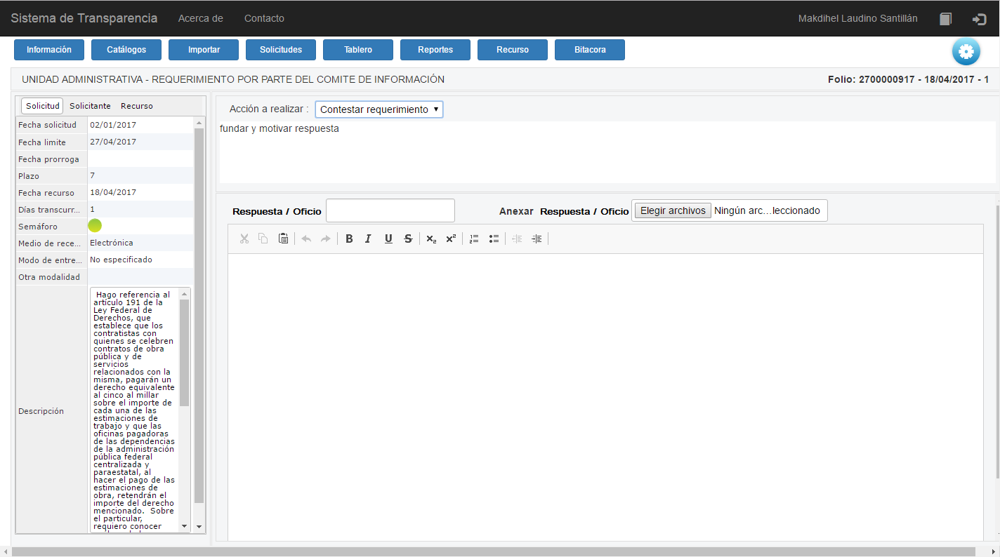 Sistema de Transparencia Acerca de Contacto Makdihel Laudino Santillán
Información Catálogos Importar Solicitudes Tablero Reportes Recurso Bitacora
UNIDAD ADMINISTRATIVA - REQUERIMIENTO POR PARTE DEL COMITE DE INFORMACIÓN Folio: 2700000917 - 18/04/2017 - 1
Solicitud Solicitante Recurso
Fecha solicitud 02/01/2017
Fecha limite 27/04/2017
Fecha prorroga
Plazo 7
Fecha recurso 18/04/2017
Días transcurr... 1
Semáforo
Medio de rece... Electrónica
Modo de entre... No especificado
Otra modalidad
Descripción
Hago referencia al
artículo 191 de la
Ley Federal de
Derechos, que
establece que los
contratistas con
quienes se celebren
contratos de obra
pública y de
servicios
relacionados con la
misma, pagarán un
derecho equivalente
al cinco al millar
sobre el importe de
cada una de las
estimaciones de
trabajo y que las
oficinas pagadoras
de las dependencias
de la administración
pública federal
centralizada y
paraestatal, al
hacer el pago de las
estimaciones de
obra, retendrán el
importe del derecho
mencionado. Sobre
el particular,
requiero conocer
Acción a realizar : Contestar requerimiento
fundar y motivar respuesta
Respuesta / Oficio Anexar Respuesta / Oficio Elegir archivos Ningún arc...leccionado
B I U S x₂ x²